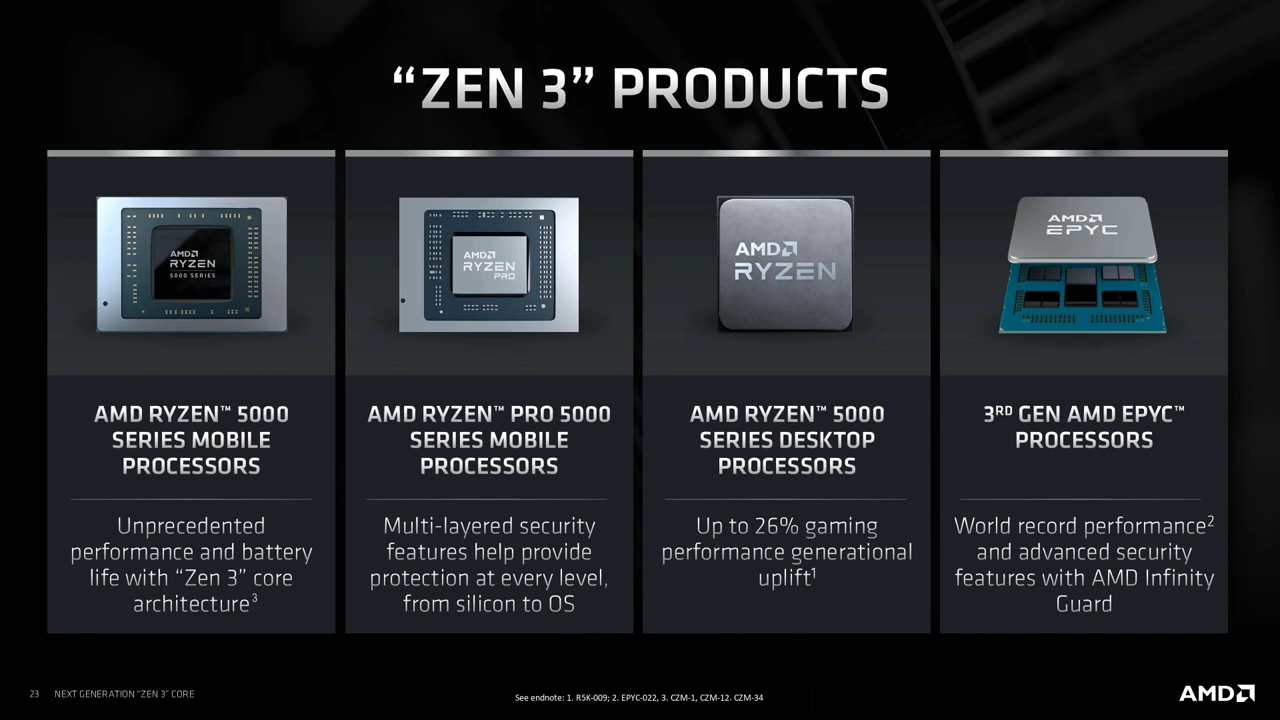 “ZEN 3” PRODUCTS
AMD
RYZEN
5000 SERIES
AMD
RYZEN
PRO
AMD
RYZEN
AMD
EPYC
AMD RYZEN™ 5000
SERIES MOBILE
PROCESSORS
Unprecedented
performance and battery
life with “Zen 3” core
architecture³
AMD RYZEN™ PRO 5000
SERIES MOBILE
PROCESSORS
Multi-layered security
features help provide
protection at every level,
from silicon to OS
AMD RYZEN™ 5000
SERIES DESKTOP
PROCESSORS
Up to 26% gaming
performance generational
uplift¹
3ᴿᴰ GEN AMD EPYC™
PROCESSORS
World record performance²
and advanced security
features with AMD Infinity
Guard
23 NEXT GENERATION “ZEN 3” CORE
See endnote: 1. R5K-009; 2. EPYC-022, 3. CZM-1, CZM-12. CZM-34
AMD